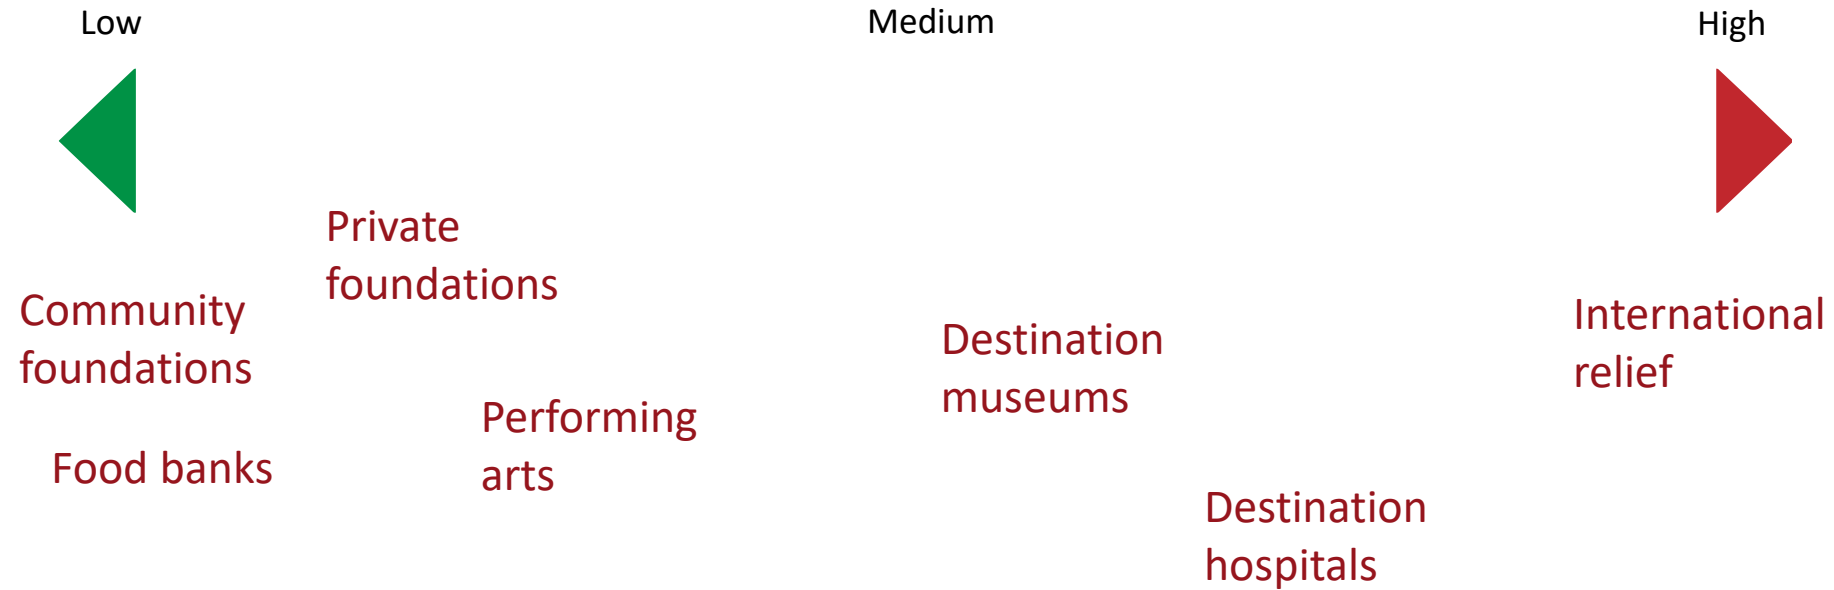 Low
Medium
High
Private
foundations
Community
foundations
International
relief
Destination
museums
Performing
arts
Food banks
Destination
hospitals